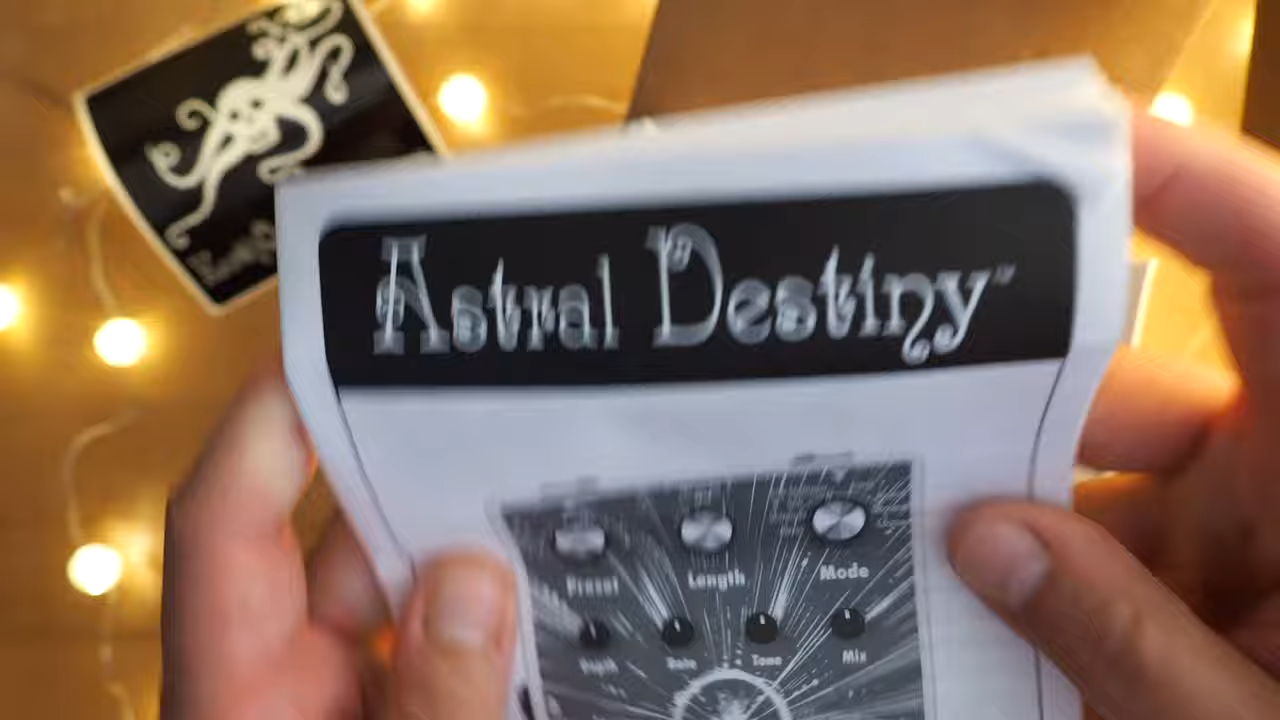 Astral Destiny™
Preset Length Mode
Depth Rate Tone Mix